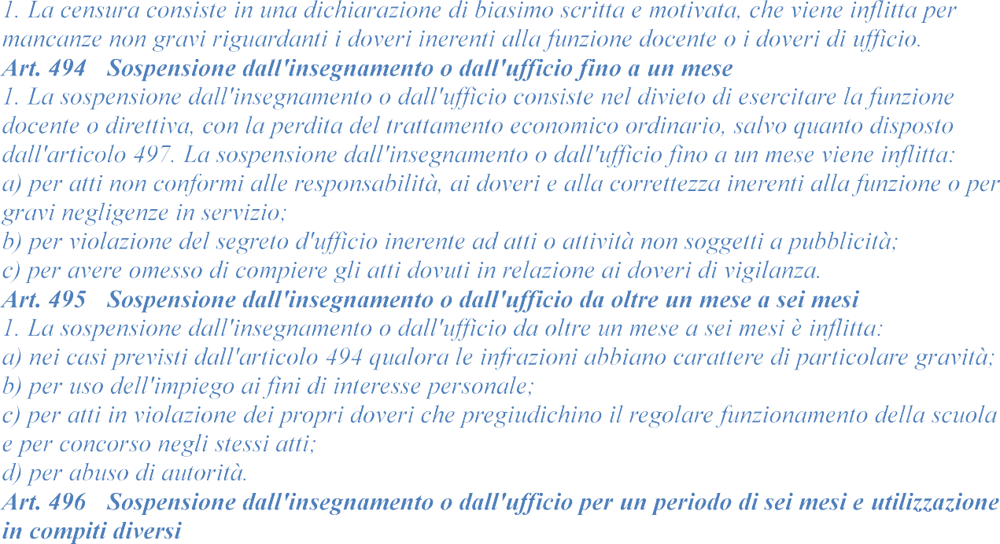 1. La censura consiste in una dichiarazione di biasimo scritta e motivata, che viene inflitta per
mancanze non gravi riguardanti i doveri inerenti alla funzione docente o i doveri di ufficio.
Art. 494 Sospensione dall'insegnamento o dall'ufficio fino a un mese
1. La sospensione dall'insegnamento o dall'ufficio consiste nel divieto di esercitare la funzione
docente o direttiva, con la perdita del trattamento economico ordinario, salvo quanto disposto
dall'articolo 497. La sospensione dall'insegnamento o dall'ufficio fino a un mese viene inflitta:
a) per atti non conformi alle responsabilità, ai doveri e alla correttezza inerenti alla funzione o per
gravi negligenze in servizio;
b) per violazione del segreto d'ufficio inerente ad atti o attività non soggetti a pubblicità;
c) per avere omesso di compiere gli atti dovuti in relazione ai doveri di vigilanza.
Art. 495 Sospensione dall'insegnamento o dall'ufficio da oltre un mese a sei mesi
1. La sospensione dall'insegnamento o dall'ufficio da oltre un mese a sei mesi è inflitta:
a) nei casi previsti dall'articolo 494 qualora le infrazioni abbiano carattere di particolare gravità;
b) per uso dell'impiego ai fini di interesse personale;
c) per atti in violazione dei propri doveri che pregiudichino il regolare funzionamento della scuola
e per concorso negli stessi atti;
d) per abuso di autorità.
Art. 496 Sospensione dall'insegnamento o dall'ufficio per un periodo di sei mesi e utilizzazione
in compiti diversi